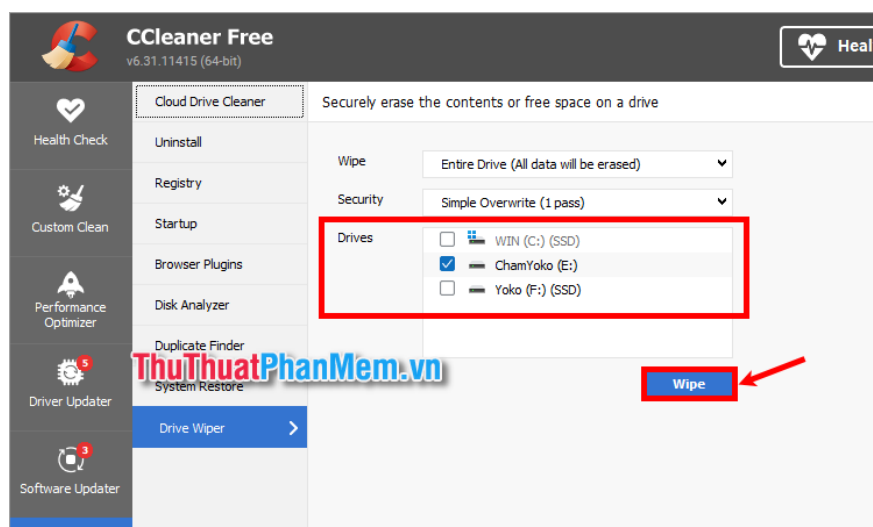 CCleaner Free
v6.31.11415 (64-bit)
Heal
Health Check
Custom Clean
Performance
Optimizer
5
Driver Updater
3
Software Updater
Cloud Drive Cleaner
Uninstall
Registry
Startup
Browser Plugins
Disk Analyzer
Duplicate Finder
System Restore
Drive Wiper
Securely erase the contents or free space on a drive
Wipe
Entire Drive (All data will be erased)
Security
Simple Overwrite (1 pass)
Drives
WIN (C:) (SSD)
ChamYoko (E:)
Yoko (F:) (SSD)
Wipe
ThuThuatPhanMem.vn